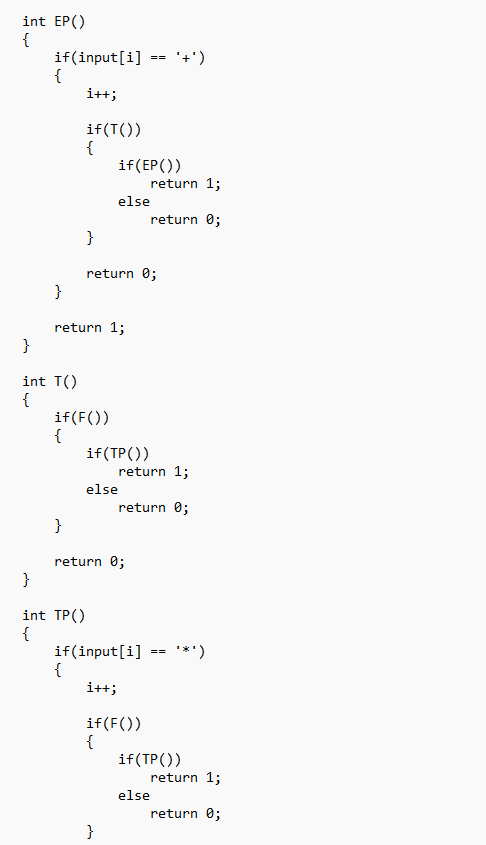 int EP()
{
    if(input[i] == '+')
    {
        i++;

        if(T())
        {
            if(EP())
                return 1;
            else
                return 0;
        }

        return 0;
    }

    return 1;
}

int T()
{
    if(F())
    {
        if(TP())
            return 1;
        else
            return 0;
    }

    return 0;
}

int TP()
{
    if(input[i] == '*')
    {
        i++;

        if(F())
        {
            if(TP())
                return 1;
            else
                return 0;
        }